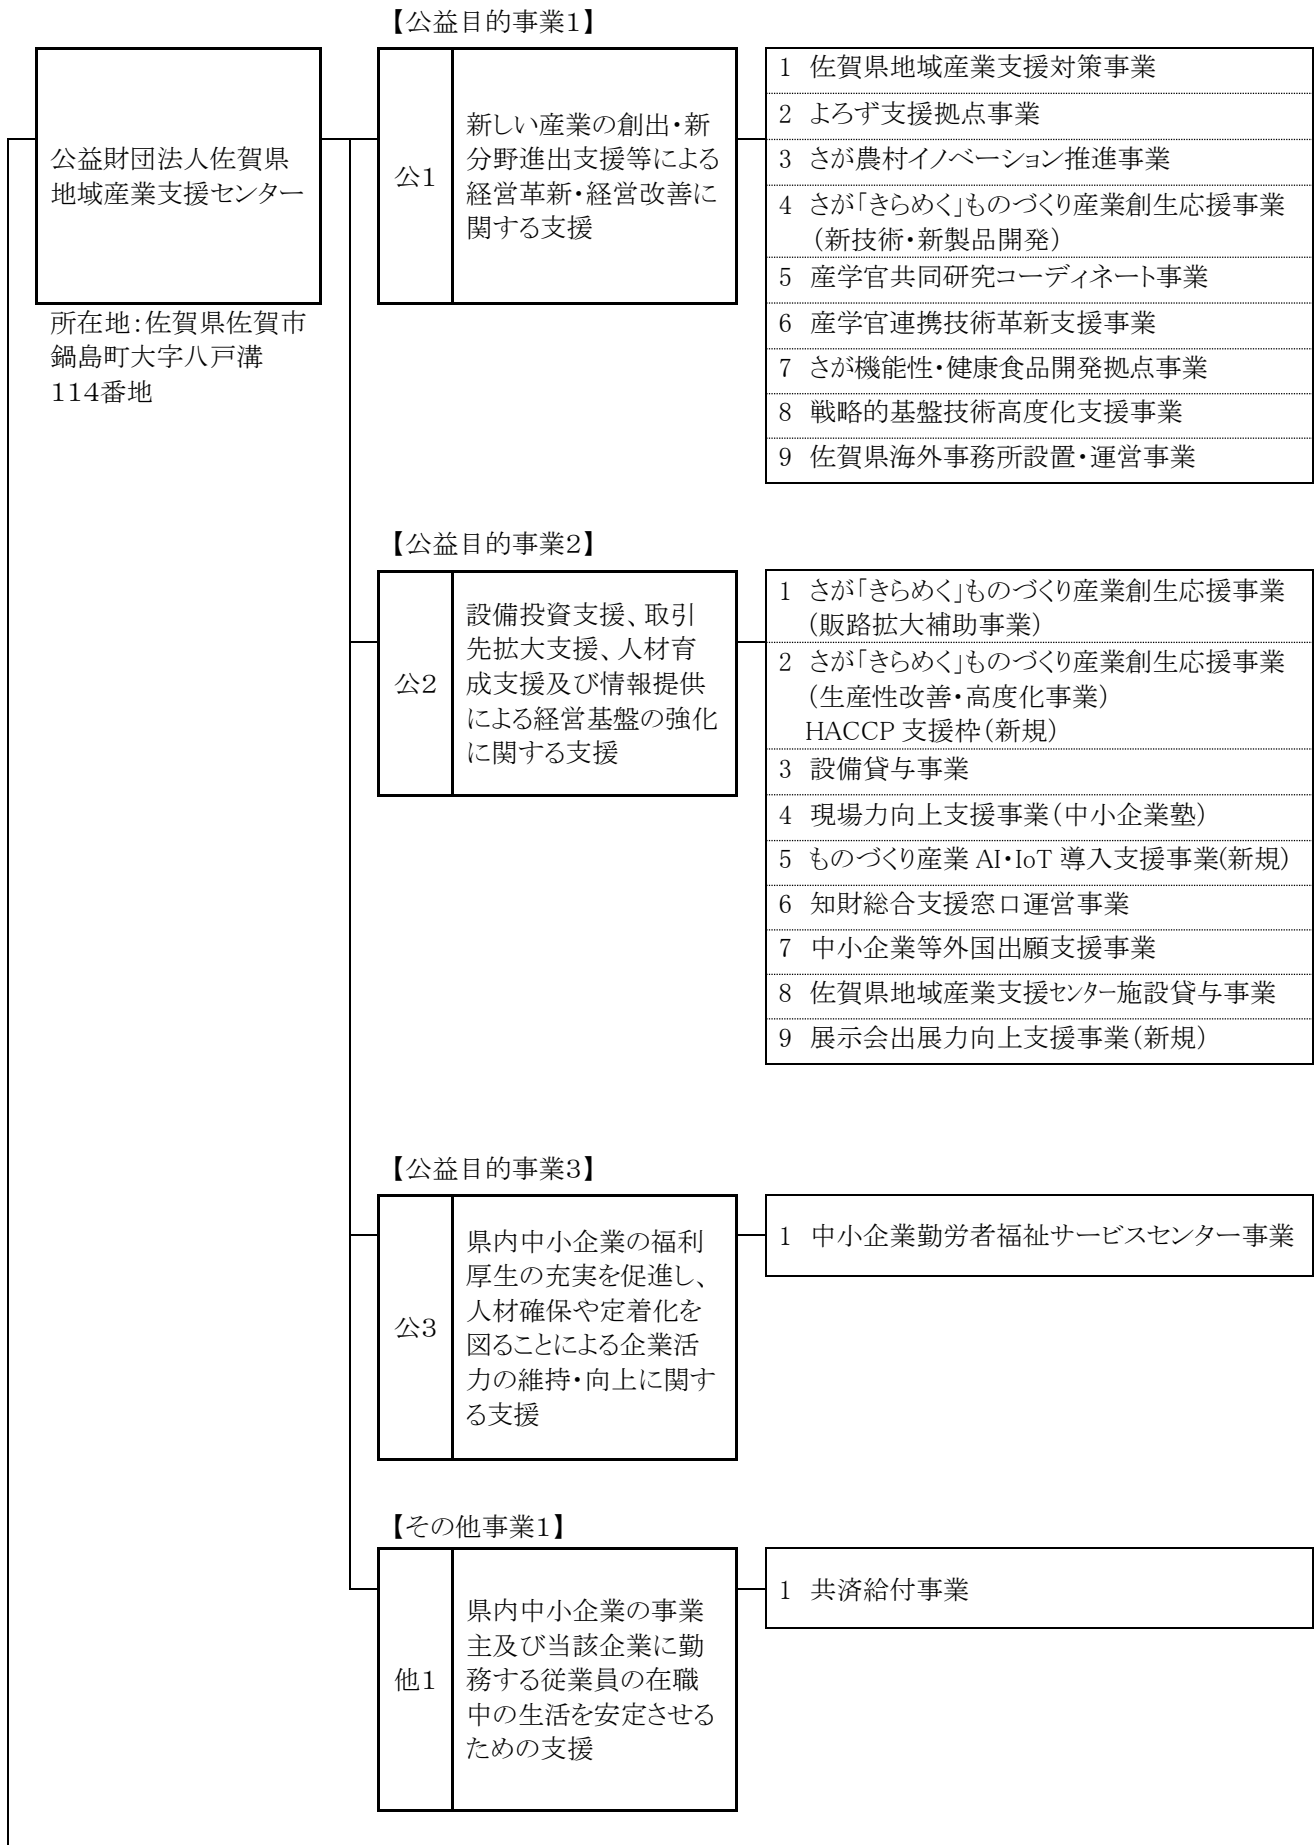 公益財団法人佐賀県
地域産業支援センター
所在地：佐賀県佐賀市
鍋島町大字八戸溝
114番地
【公益目的事業1】
公1
新しい産業の創出・新
分野進出支援等による
経営革新・経営改善に
関する支援
1 佐賀県地域産業支援対策事業
2 よろず支援拠点事業
3 さが農村イノベーション推進事業
4 さが「きらめく」ものづくり産業創生応援事業
（新技術・新製品開発）
5 産学官共同研究コーディネート事業
6 産学官連携技術革新支援事業
7 さが機能性・健康食品開発拠点事業
8 戦略的基盤技術高度化支援事業
9 佐賀県海外事務所設置・運営事業
【公益目的事業2】
公2
設備投資支援、取引
先拡大支援、人材育
成支援及び情報提供
による経営基盤の強化
に関する支援
1 さが「きらめく」ものづくり産業創生応援事業
（販路拡大補助事業）
2 さが「きらめく」ものづくり産業創生応援事業
（生産性改善・高度化事業）
HACCP 支援枠（新規）
3 設備貸与事業
4 現場力向上支援事業（中小企業塾）
5 ものづくり産業 AI・IoT 導入支援事業(新規)
6 知財総合支援窓口運営事業
7 中小企業等外国出願支援事業
8 佐賀県地域産業支援センター施設貸与事業
9 展示会出展力向上支援事業（新規）
【公益目的事業3】
公3
県内中小企業の福利
厚生の充実を促進し、
人材確保や定着化を
図ることによる企業活
力の維持・向上に関す
る支援
1 中小企業勤労者福祉サービスセンター事業
【その他事業1】
他1
県内中小企業の事業
主及び当該企業に勤
務する従業員の在職
中の生活を安定させる
ための支援
1 共済給付事業